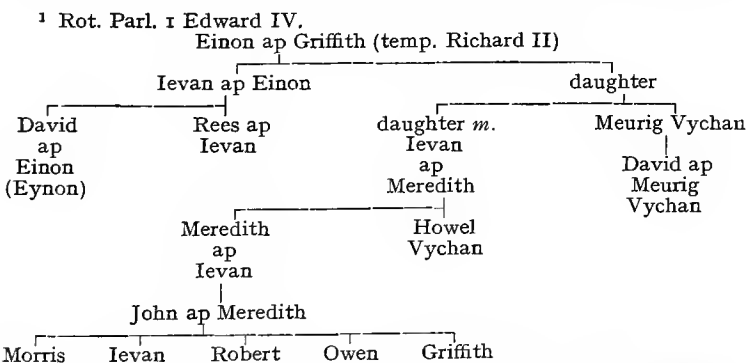 ¹ Rot. Parl. 1 Edward IV.
Einon ap Griffith (temp. Richard II)
Ievan ap Einon daughter
David Rees ap daughter m. Meurig Vychan
ap Ievan Ievan
Einon ap David ap
(Eynon) Meredith Meurig
Vychan
Meredith Howel
ap Vychan
Ievan
John ap Meredith
Morris Ievan Robert Owen Griffith